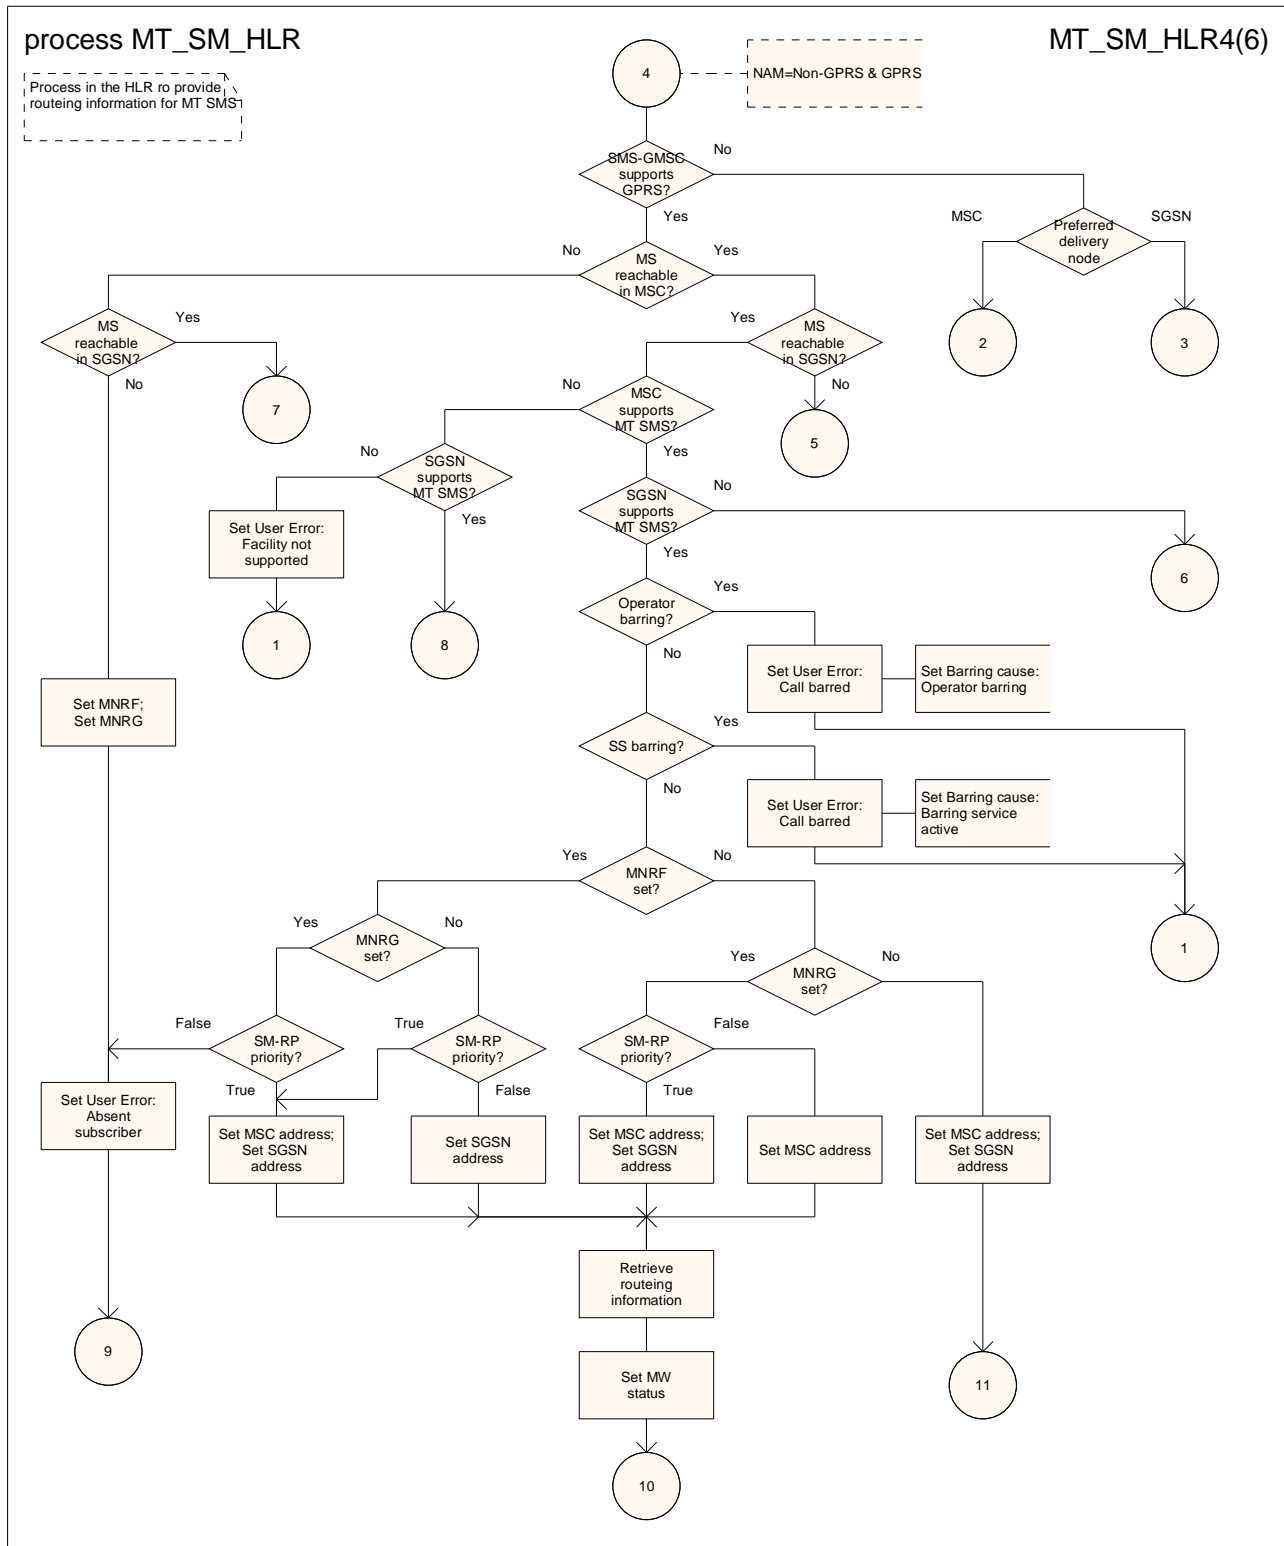 process MT_SM_HLR
MT_SM_HLR4(6)
Process in the HLR ro provide
routeing information for MT SMS
4
NAM=Non-GPRS & GPRS
SMS-GMSC
supports
GPRS?
No
Yes
MSC
Preferred
delivery
node
SGSN
No
MS
reachable
in MSC?
Yes
2
3
MS
reachable
in SGSN?
Yes
No
7
Yes
MS
reachable
in SGSN?
No
5
No
MSC
supports
MT SMS?
Yes
No
SGSN
supports
MT SMS?
Yes
SGSN
supports
MT SMS?
No
Yes
6
Set User Error:
Facility not
supported
1
8
Operator
barring?
Yes
No
Set User Error:
Call barred
Set Barring cause:
Operator barring
Set MNRF;
Set MNRG
SS barring?
Yes
No
Set User Error:
Call barred
Set Barring cause:
Barring service
active
Yes
MNRF
set?
No
1
Yes
MNRG
set?
No
Yes
MNRG
set?
No
False
SM-RP
priority?
True
True
SM-RP
priority?
False
SM-RP
priority?
False
True
Set User Error:
Absent
subscriber
Set MSC address;
Set SGSN
address
Set SGSN
address
Set MSC address;
Set SGSN
address
Set MSC address
Set MSC address;
Set SGSN
address
Retrieve
routeing
information
9
Set MW
status
11
10